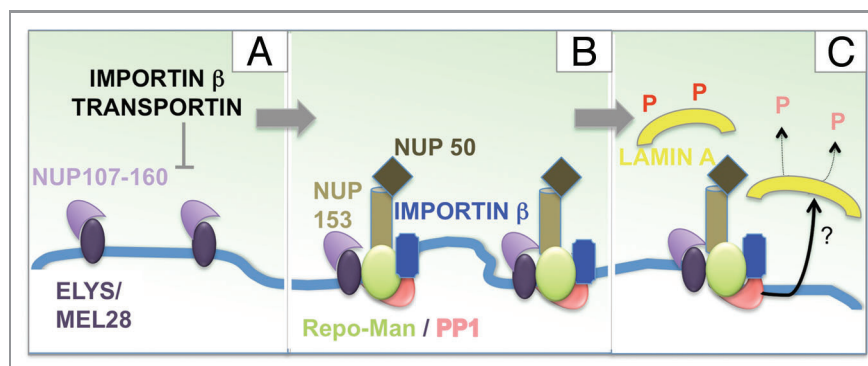 A
IMPORTIN β
TRANSPORTIN
NUP107-160
ELYS/
MEL28
B
NUP 50
NUP
153
IMPORTIN β
Repo-Man / PP1
C
P P
P
P
LAMIN A
?